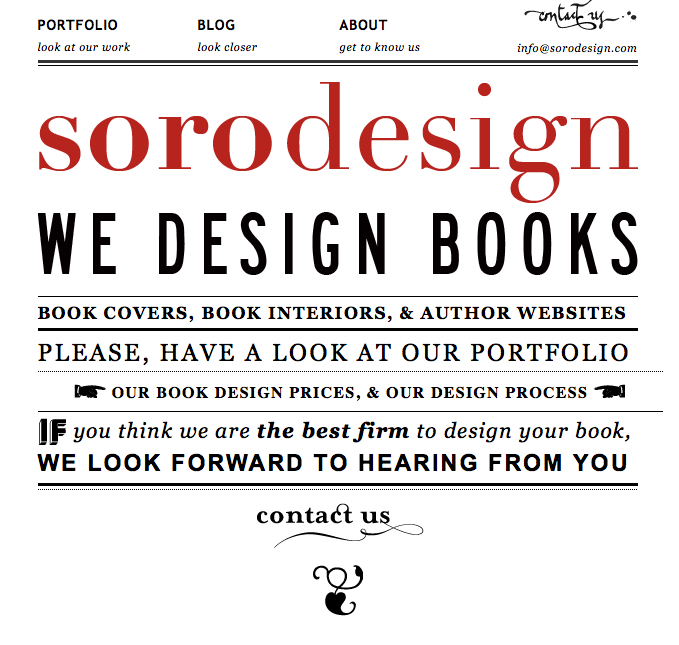 PORTFOLIO BLOG ABOUT contact us
look at our work look closer get to know us info@sorodesign.com
sorodesign
WE DESIGN BOOKS
BOOK COVERS, BOOK INTERIORS, & AUTHOR WEBSITES
PLEASE, HAVE A LOOK AT OUR PORTFOLIO
OUR BOOK DESIGN PRICES, & OUR DESIGN PROCESS
IF you think we are the best firm to design your book,
WE LOOK FORWARD TO HEARING FROM YOU
contact us